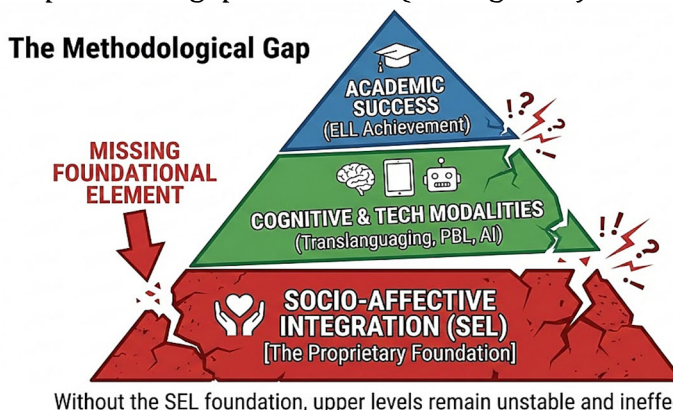 The Methodological Gap
ACADEMIC
SUCCESS
(ELL Achievement)
!?
?
!
MISSING
FOUNDATIONAL
ELEMENT
COGNITIVE & TECH MODALITIES
(Translanguaging, PBL, AI)
!!
?
!
SOCIO-AFFECTIVE
INTEGRATION (SEL)
[The Proprietary Foundation]
Without the SEL foundation, upper levels remain unstable and